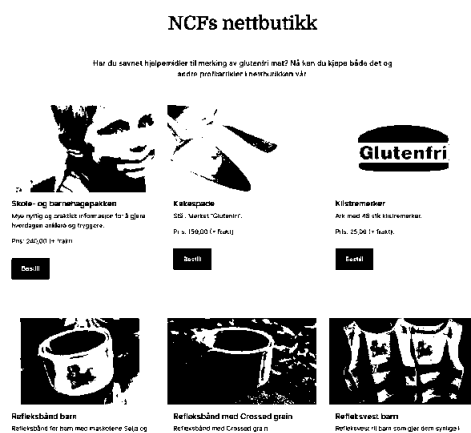 NCFs nettbutikk
Har du savnet hjelpemidler til merking av glutenfri mat? Nå kan du kjøpe både det og
andre profilartikler i nettbutikken vår
Glutenfri
Skole- og barnehagepakken
Mye nyttig og praktisk informasjon for å gjøre
hverdagen enklere og tryggere.
Pris: 240,00 (+ frakt)
Bestill
Kakespade
Stål. Merket "Glutenfri".
Pris: 150,00 (+ frakt)
Bestill
Klistremerker
Ark med 48 stk klistremerker.
Pris: 25,00 (+ frakt).
Bestill
Refleksbånd barn
Refleksbånd for barn med maskotene Selja og
Refleksbånd med Crossed grain
Refleksbånd med Crossed grain
Refleksvest barn
Refleksvest til barn som gjør dem synlige i